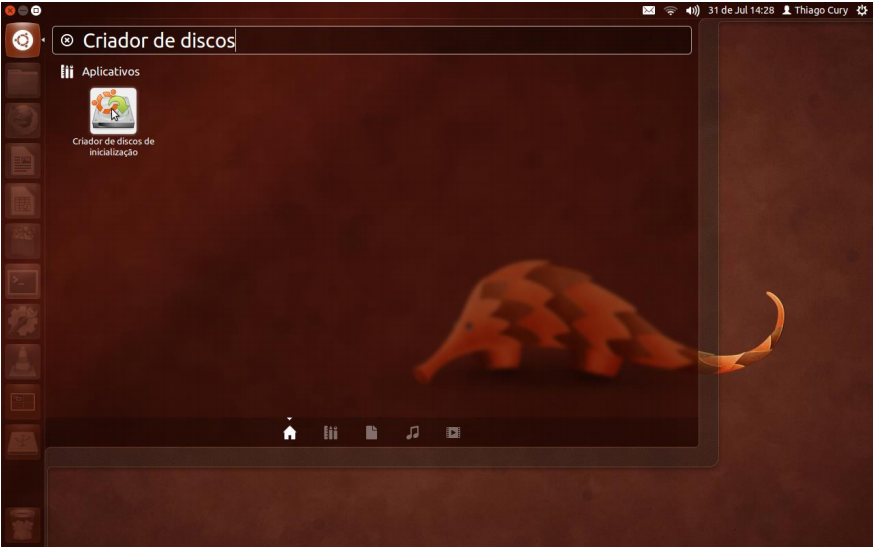 31 de Jul 14:28 Thiago Cury
Criador de discos
Aplicativos
Criador de discos de
inicialização